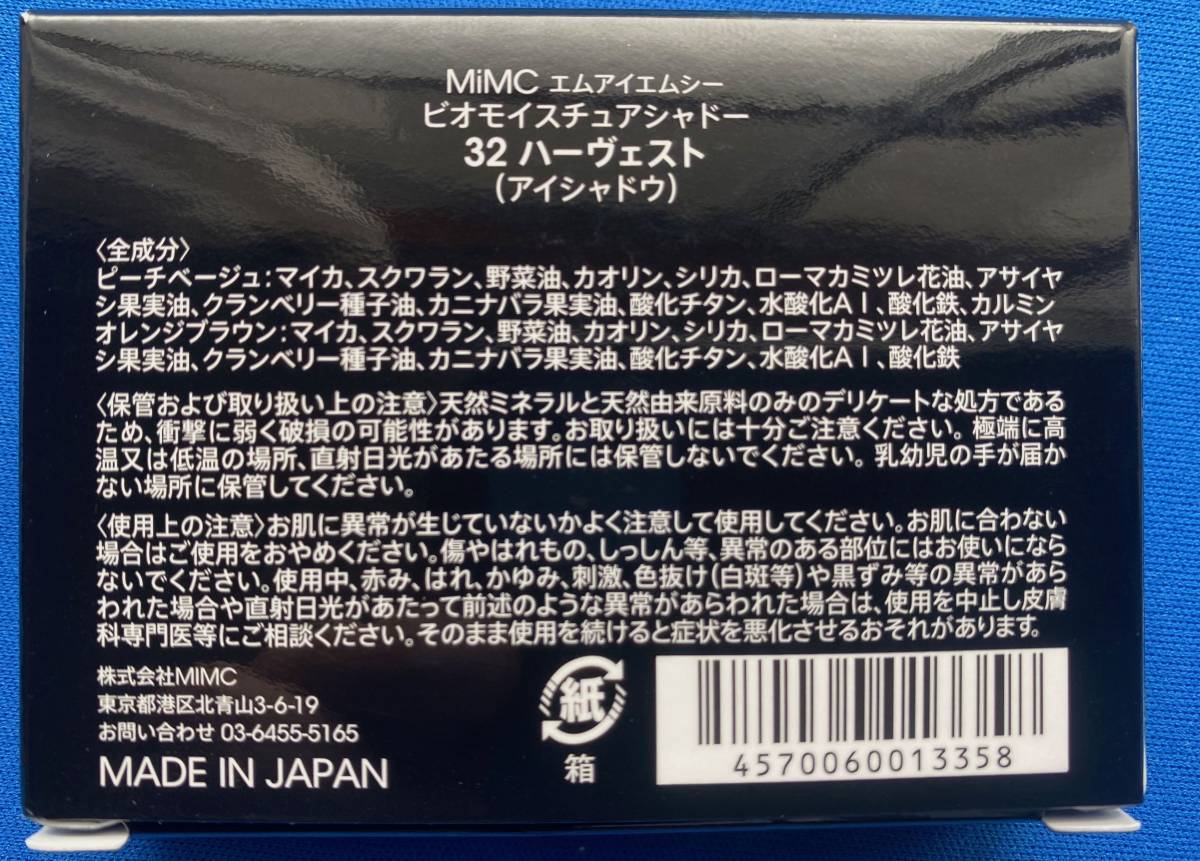 MiMC エムアイエムシー
ビオモイスチュアシャドー
32 ハーヴェスト
(アイシャドウ)
〈全成分〉
ピーチベージュ:マイカ、スクワラン、野菜油、カオリン、シリカ、ローマカミツレ花油、アサイヤ
シ果実油、クランベリー種子油、カニナバラ果実油、酸化チタン、水酸化Al、酸化鉄、カルミン
オレンジブラウン:マイカ、スクワラン、野菜油、カオリン、シリカ、ローマカミツレ花油、アサイヤ
シ果実油、クランベリー種子油、カニナバラ果実油、酸化チタン、水酸化Al、酸化鉄
〈保管および取り扱い上の注意〉天然ミネラルと天然由来原料のみのデリケートな処方である
ため、衝撃に弱く破損の可能性があります。お取り扱いには十分ご注意ください。極端に高
温又は低温の場所、直射日光があたる場所には保管しないでください。乳幼児の手が届か
ない場所に保管してください。
〈使用上の注意〉お肌に異常が生じていないかよく注意して使用してください。お肌に合わない
場合はご使用をおやめください。傷やはれもの、しっしん等、異常のある部位にはお使いになら
ないでください。使用中、赤み、はれ、かゆみ、刺激、色抜け(白斑等)や黒ずみ等の異常があら
われた場合や直射日光があたって前述のような異常があらわれた場合は、使用を中止し皮膚
科専門医等にご相談ください。そのまま使用を続けると症状を悪化させるおそれがあります。
株式会社MIMC
東京都港区北青山3-6-19
お問い合わせ 03-6455-5165
MADE IN JAPAN
紙
箱
4570060013358